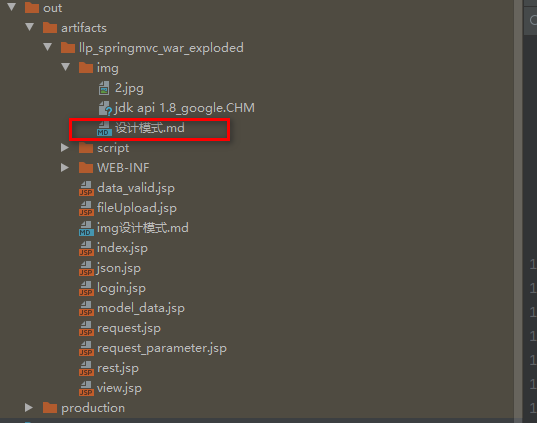 out
artifacts
llp_springmvc_war_exploded
img
2.jpg
jdk api 1.8_google.CHM
设计模式.md
script
WEB-INF
data_valid.jsp
fileUpload.jsp
img设计模式.md
index.jsp
json.jsp
login.jsp
model_data.jsp
request.jsp
request_parameter.jsp
rest.jsp
view.jsp
production